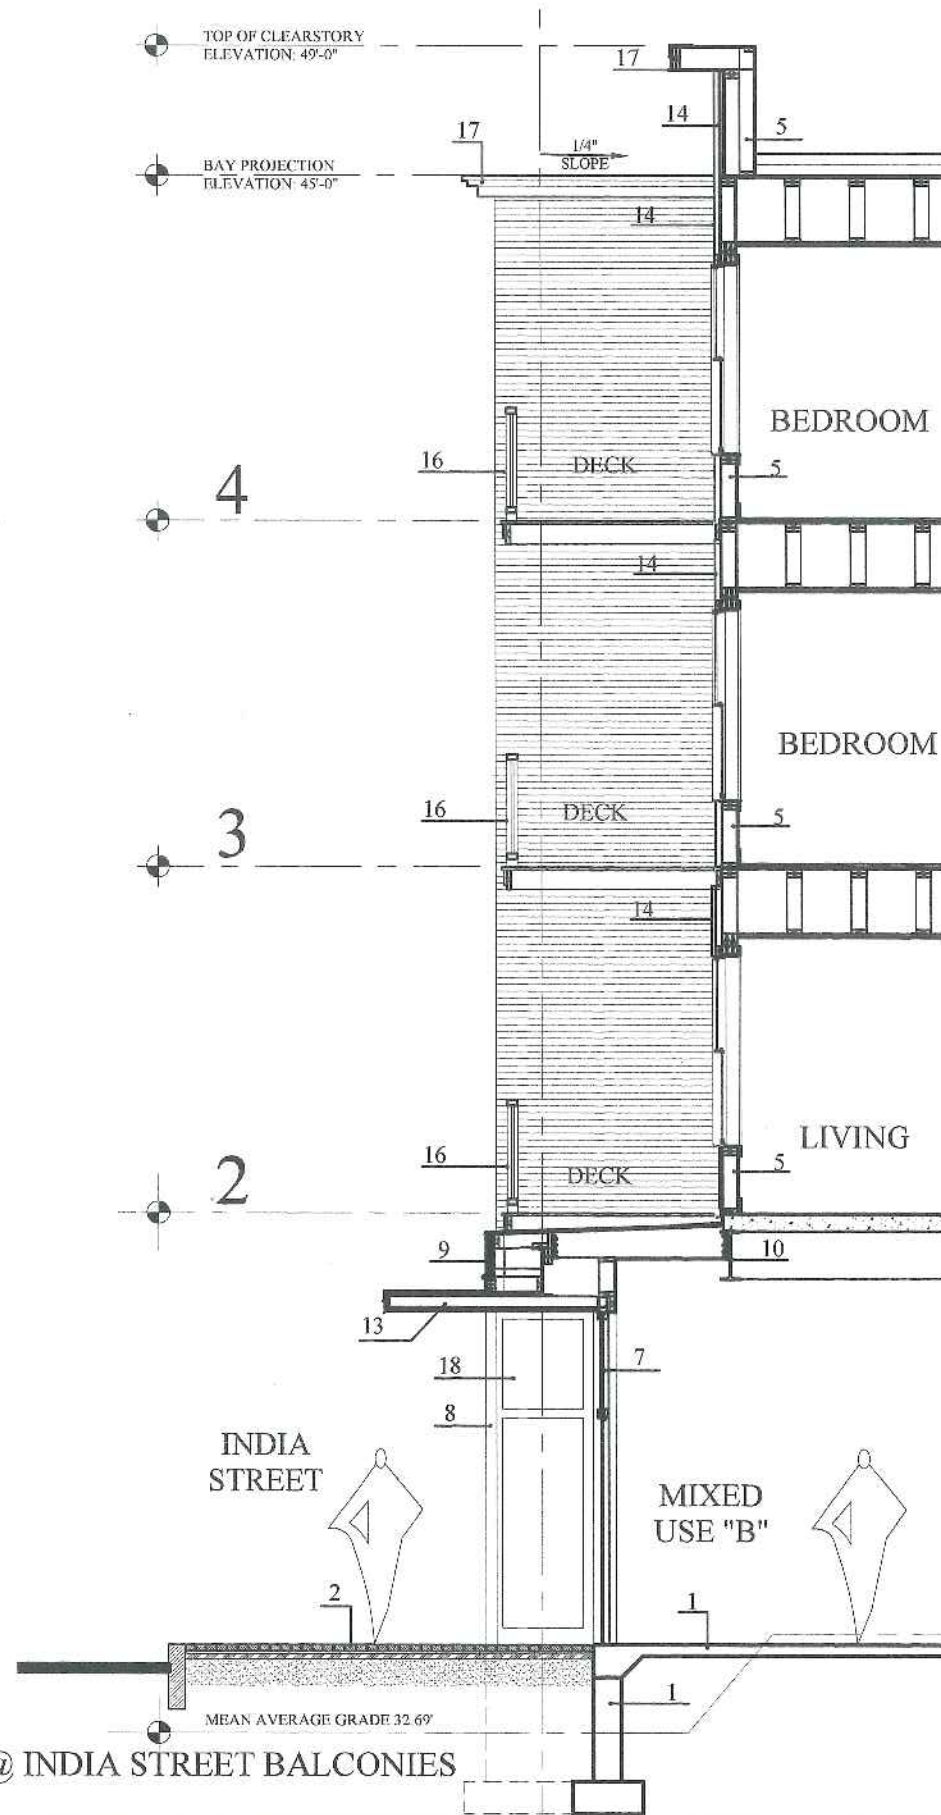 TOP OF CLEARSTORY
ELEVATION: 49'-0"
17
14
5
17
1/4"
SLOPE
BAY PROJECTION
ELEVATION: 45'-0"
14
BEDROOM
16
DECK
5
4
14
BEDROOM
16
DECK
5
3
14
LIVING
16
DECK
5
2
9
10
13
18
7
8
INDIA
STREET
MIXED
USE "B"
2
1
1
MEAN AVERAGE GRADE 32.69'
@ INDIA STREET BALCONIES